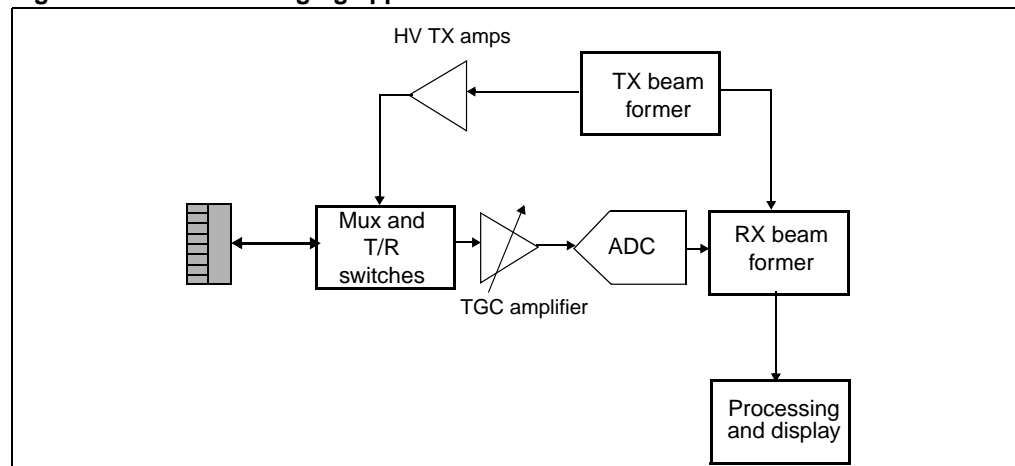 HV TX amps
TX beam
former
Mux and
T/R
switches
ADC
RX beam
former
TGC amplifier
Processing
and display